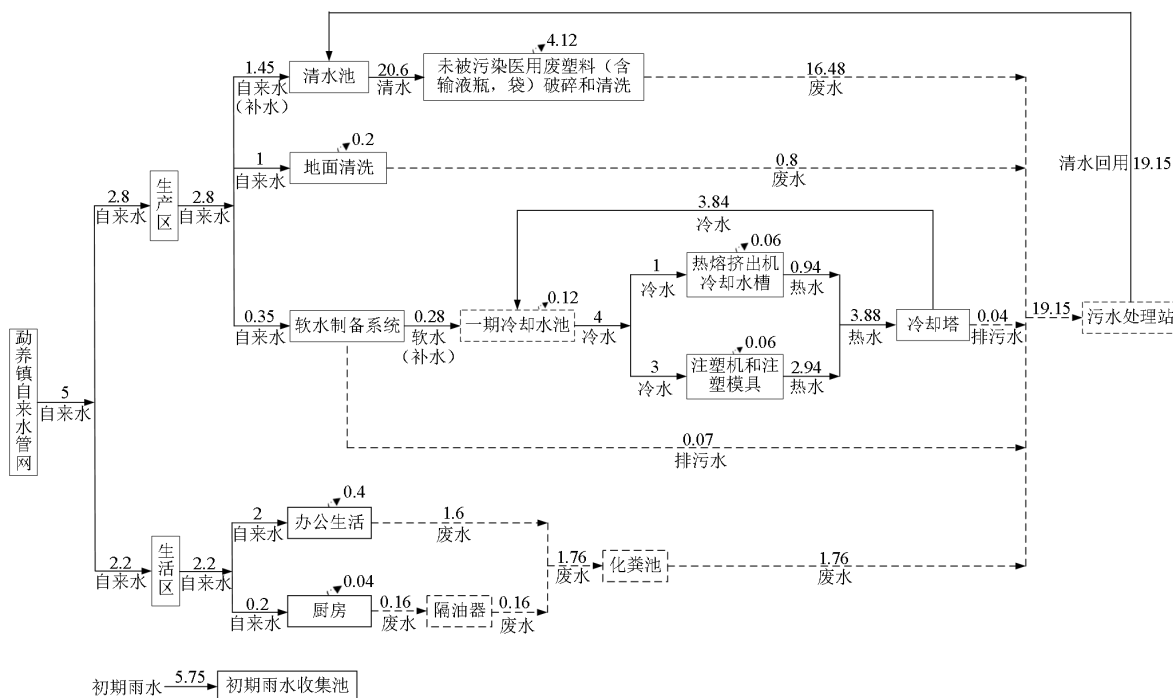 4.12
1.45
自来水
(补水)
清水池
20.6
清水
未被污染医用废塑料（含
输液瓶，袋）破碎和清洗
16.48
废水
0.2
1
自来水
地面清洗
0.8
废水
清水回用 19.15
2.8
自来水
生产区
2.8
自来水
3.84
冷水
0.06
1
冷水
热熔挤出机
冷却水槽
0.94
热水
0.35
自来水
软水制备系统
0.28
软水
（补水）
0.12
一期冷却水池
4
冷水
3.88
热水
冷却塔
0.04
排污水
19.15
污水处理站
0.06
3
冷水
注塑机和注
塑模具
2.94
热水
勐养镇自来水管网
5
自来水
0.07
排污水
0.4
2
自来水
办公生活
1.6
废水
2.2
自来水
生活区
2.2
自来水
1.76
废水
化粪池
1.76
废水
0.04
0.2
自来水
厨房
0.16
废水
隔油器
0.16
废水
初期雨水
5.75
初期雨水收集池